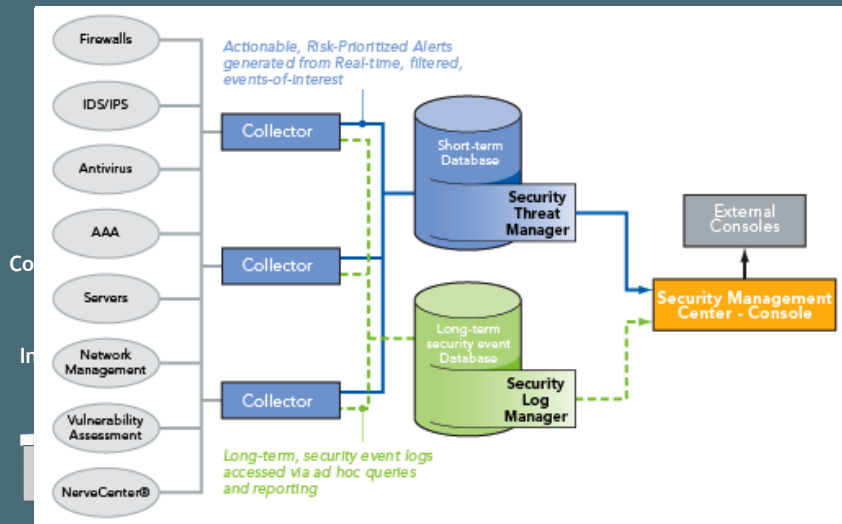 Firewalls
IDS/IPS
Antivirus
AAA
Servers
Network
Management
Vulnerability
Assessment
NerveCenter®
Actionable, Risk-Prioritized Alerts
generated from Real-time, filtered,
events-of-interest
Collector
Collector
Collector
Long-term, security event logs
accessed via ad hoc queries
and reporting
Short-term
Database
Security
Threat
Manager
Long-term
security event
Database
Security
Log
Manager
External
Consoles
Security Management
Center - Console
Co
In